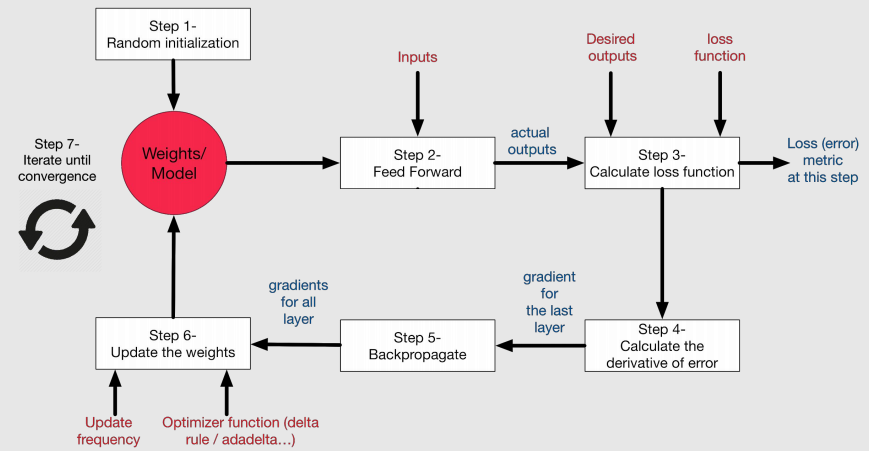 Step 1-
Random initialization
Inputs
Desired
outputs
loss
function
Step 7-
Iterate until
convergence
Weights/
Model
Step 2-
Feed Forward
actual
outputs
Step 3-
Calculate loss function
Loss (error)
metric
at this step
gradients
for all
layer
gradient
for
the last
layer
Step 6-
Update the weights
Step 5-
Backpropagate
Step 4-
Calculate the
derivative of error
Update
frequency
Optimizer function (delta
rule / adadelta…)